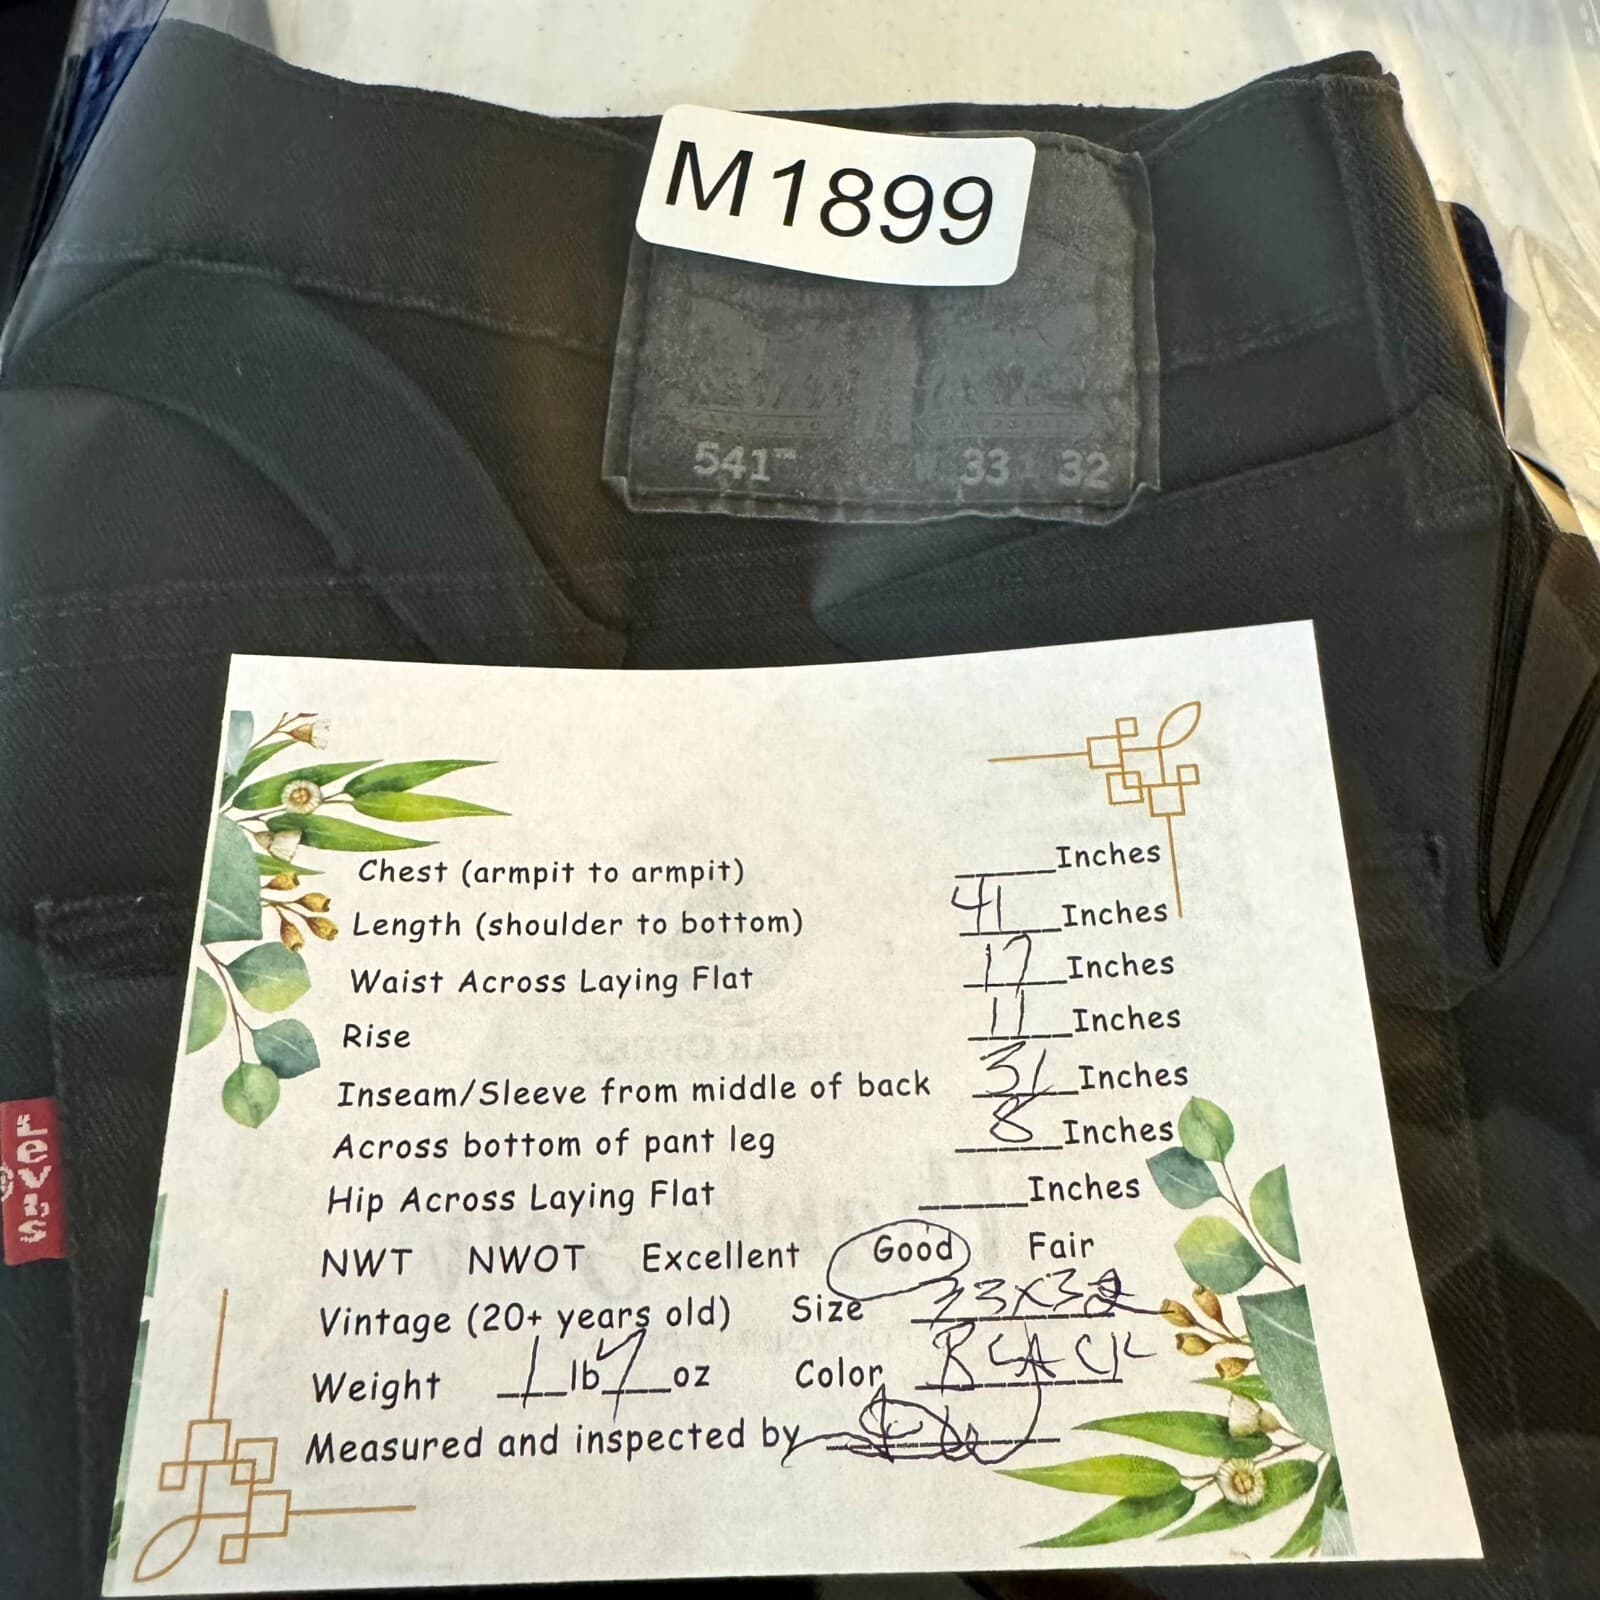 M1899
541™ W 33 L 32
Chest (armpit to armpit) _____Inches
Length (shoulder to bottom) 41 Inches
Waist Across Laying Flat 17 Inches
Rise 11 Inches
Inseam/Sleeve from middle of back 31 Inches
Across bottom of pant leg 8 Inches
Hip Across Laying Flat _____Inches
NWT NWOT Excellent Good Fair
Vintage (20+ years old) Size 33x32
Weight 1 lb 7 oz Color BLACK
Measured and inspected by
LEVI'S